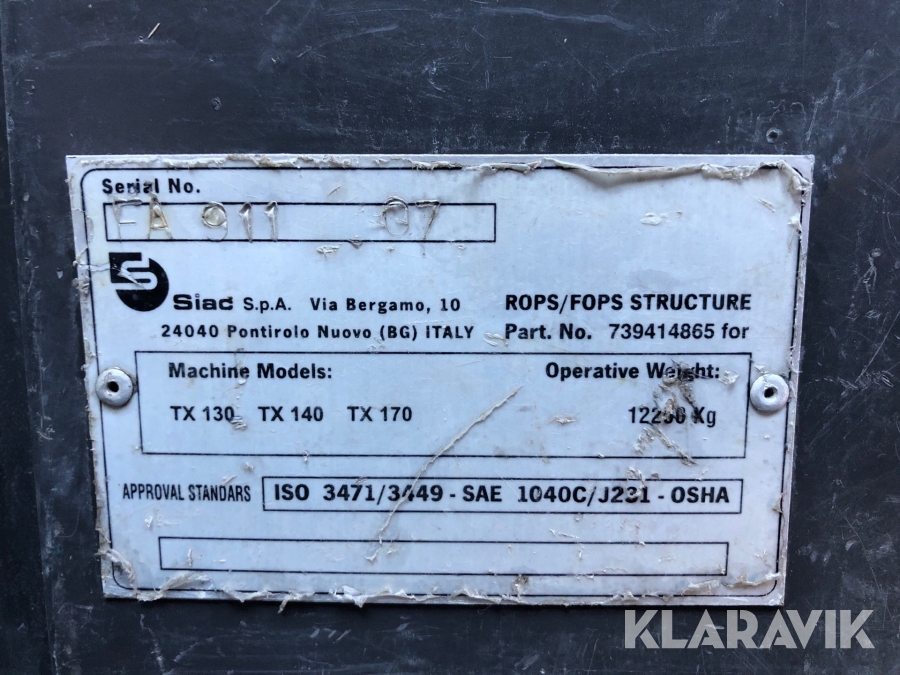 KLARAVIK
Serial No.
FA 911 07
Siac S.p.A. Via Bergamo, 10
24040 Pontirolo Nuovo (BG) ITALY
ROPS/FOPS STRUCTURE
Part. No. 739414865 for
Machine Models:
Operative Weight:
TX 130 TX 140 TX 170
Kg
APPROVAL STANDARS
ISO 3471/3449 - SAE 1040C/J231 - OSHA
KLARAVIK